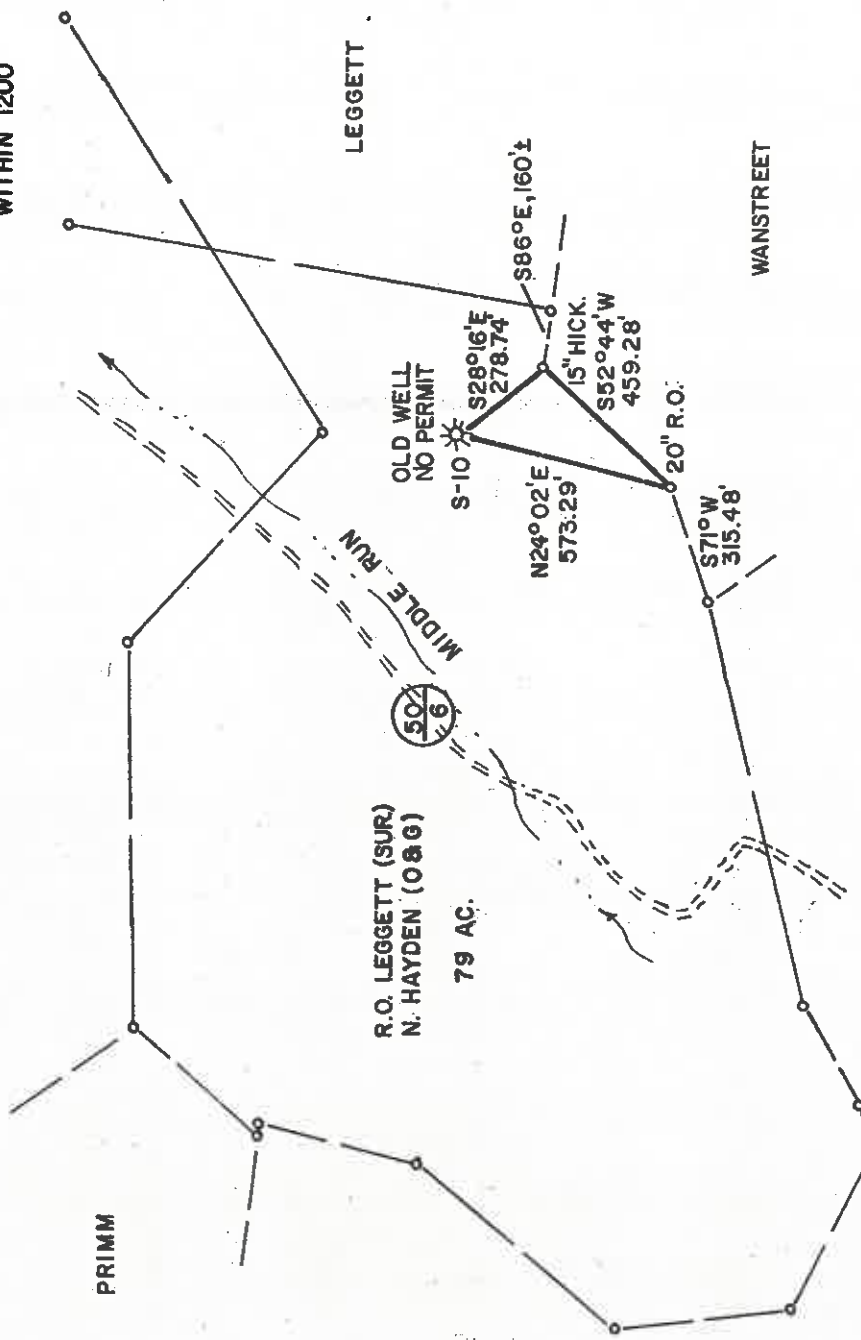 WITHIN 1200'
LEGGETT
PRIMM
OLD WELL
NO PERMIT
S-10
S28°16'E
278.74'
S86°E,160'±
15" HICK.
S52°44'W
459.28'
N24°02'E
573.29'
20" R.O.
S71°W
315.48'
WANSTREET
MIDDLE RUN
50
6
R.O. LEGGETT (SUR.)
N. HAYDEN (O&G)
79 AC.